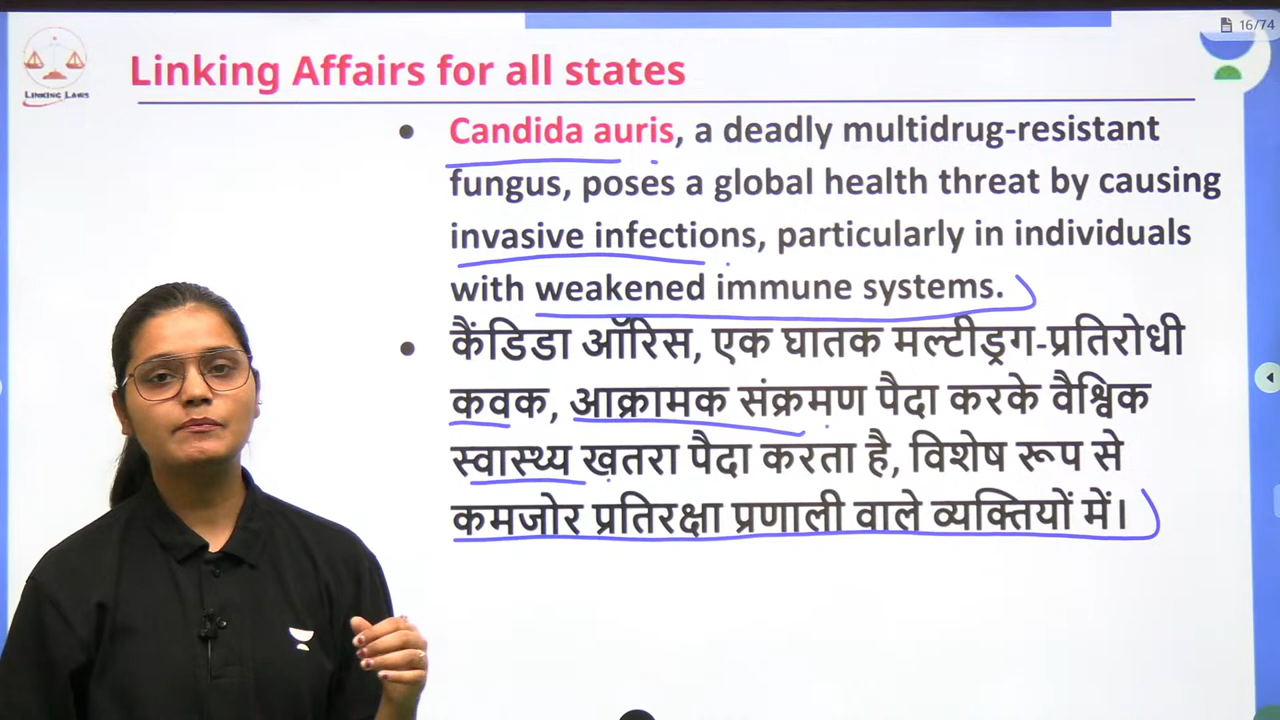 16/74
LINKING LAWS
Linking Affairs for all states
• Candida auris, a deadly multidrug-resistant
fungus, poses a global health threat by causing
invasive infections, particularly in individuals
with weakened immune systems.
• कैंडिडा ऑरिस, एक घातक मल्टीड्रग-प्रतिरोधी
कवक, आक्रामक संक्रमण पैदा करके वैश्विक
स्वास्थ्य खतरा पैदा करता है, विशेष रूप से
कमजोर प्रतिरक्षा प्रणाली वाले व्यक्तियों में।